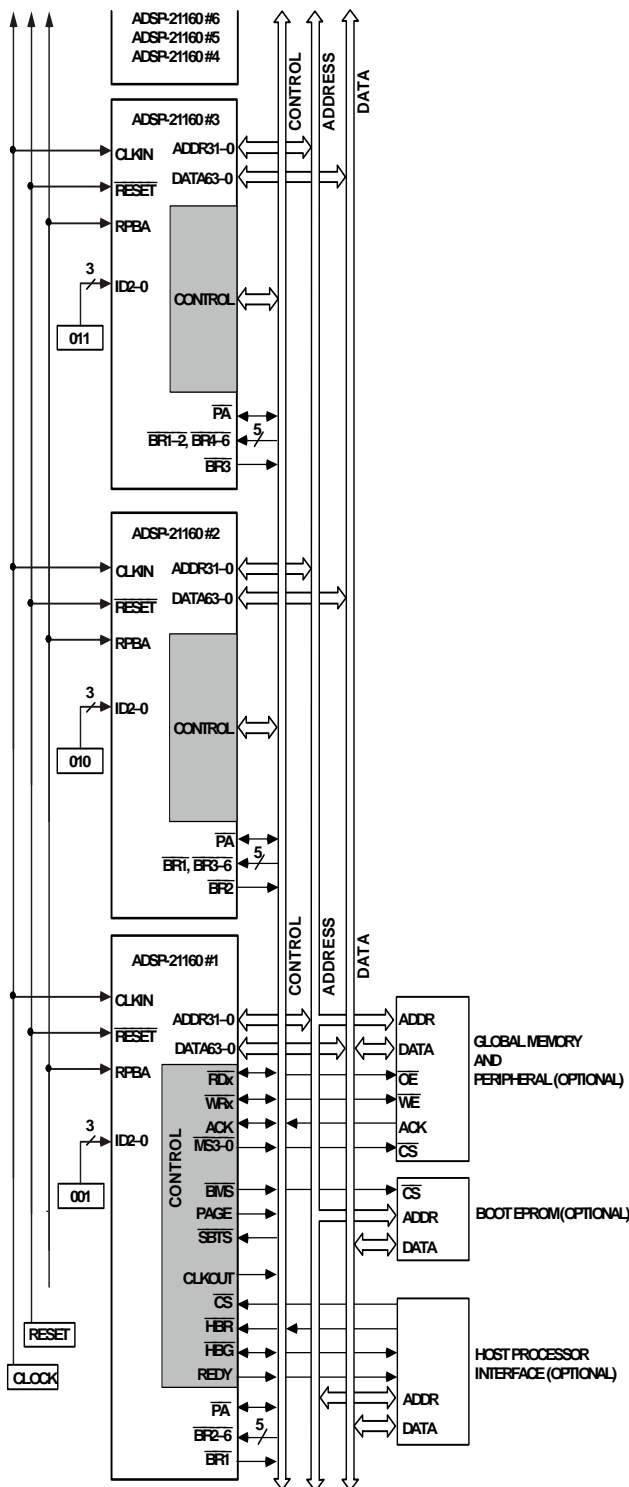 ADSP-21160 #6
ADSP-21160 #5
ADSP-21160 #4
CONTROL
ADDRESS
DATA
ADSP-21160 #3
CLKIN
ADDR31–0
RESET
DATA63–0
RPBA
3
ID2–0
CONTROL
011
PA
BR1–2, BR4–6
5
BR3
ADSP-21160 #2
CLKIN
ADDR31–0
RESET
DATA63–0
RPBA
3
ID2–0
CONTROL
010
PA
BR1, BR3–6
5
BR2
CONTROL
ADDRESS
DATA
ADSP-21160 #1
CLKIN
ADDR31–0
RESET
DATA63–0
RPBA
RDx
WRx
ACK
MS3–0
3
ID2–0
CONTROL
001
BMS
PAGE
SBTS
CLKOUT
CS
HBR
HBG
REDY
PA
BR2–6
5
BR1
RESET
CLOCK
ADDR
DATA
OE
WE
ACK
CS
GLOBAL MEMORY
AND
PERIPHERAL (OPTIONAL)
CS
ADDR
DATA
BOOT EPROM (OPTIONAL)
HOST PROCESSOR
INTERFACE (OPTIONAL)
ADDR
DATA